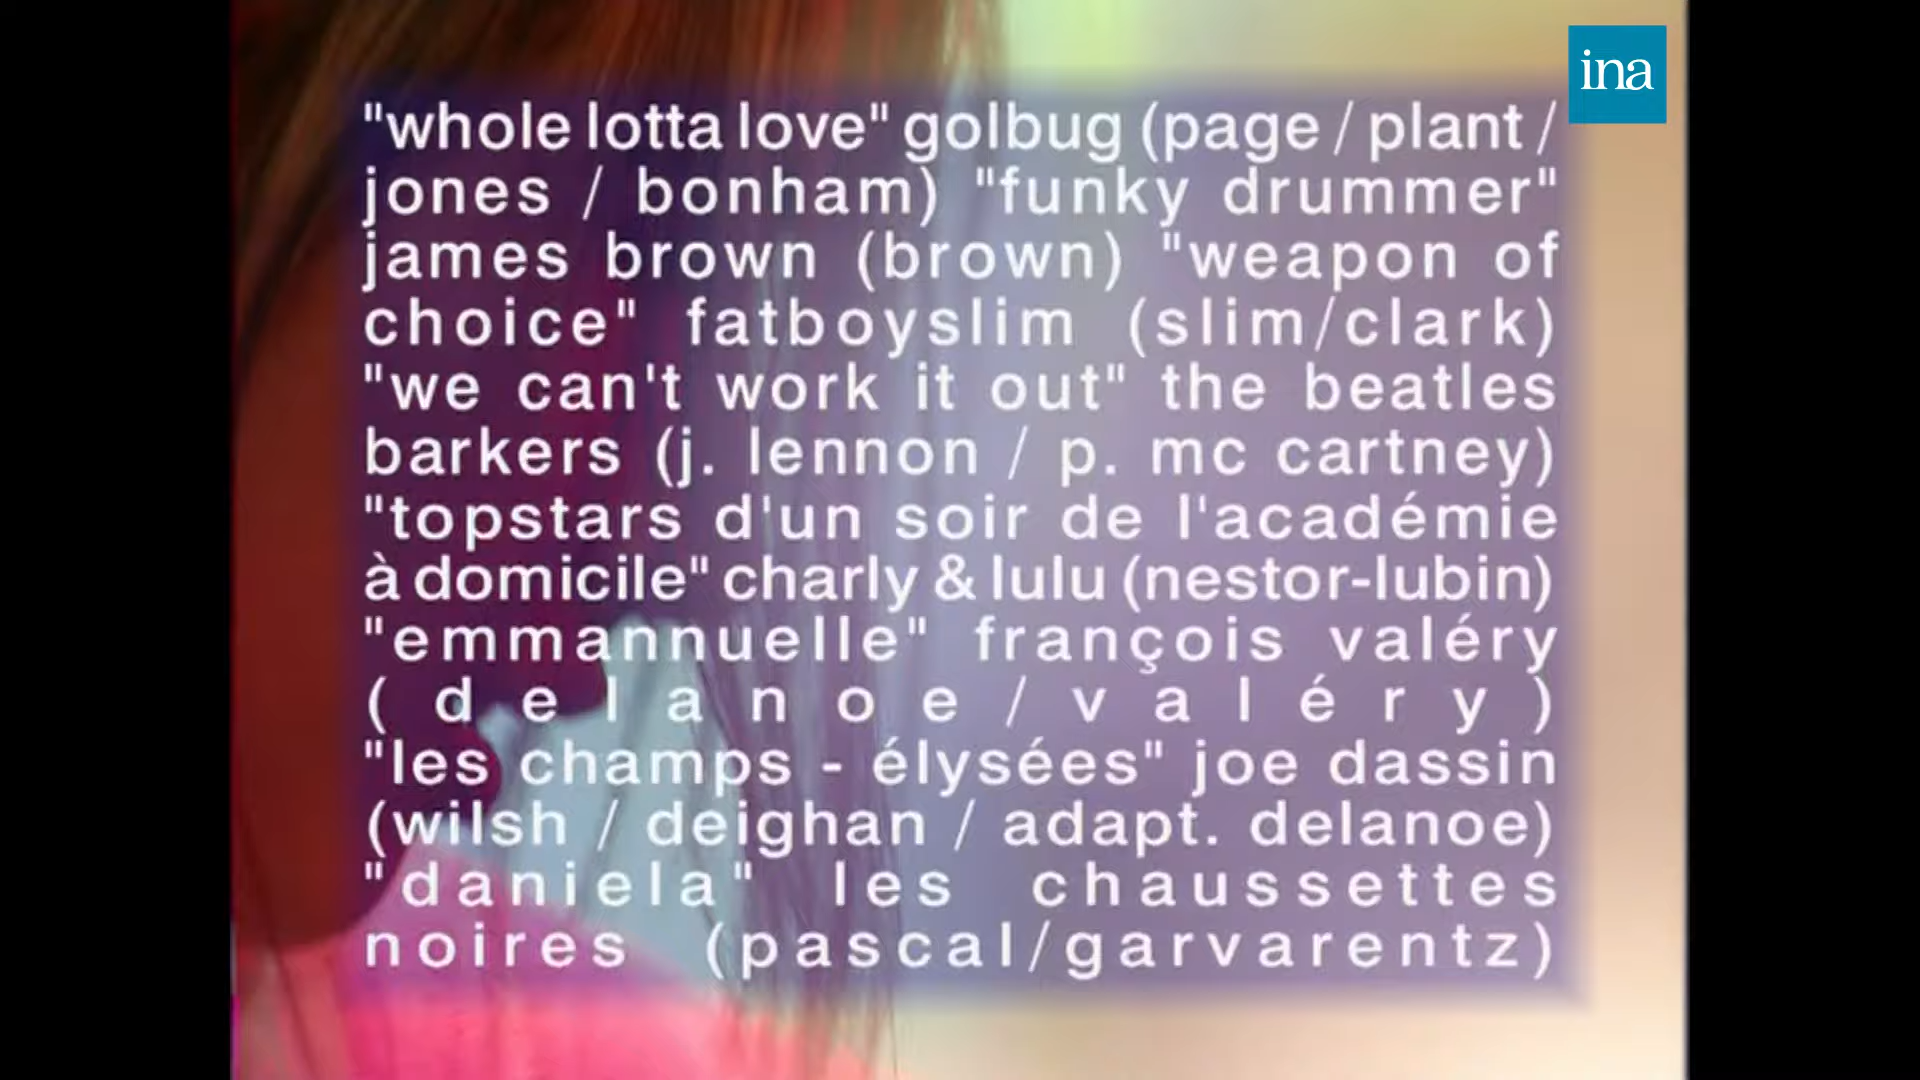 ina
"whole lotta love" golbug (page / plant /
jones / bonham) "funky drummer"
james brown (brown) "weapon of
choice" fatboyslim (slim/clark)
"we can't work it out" the beatles
barkers (j. lennon / p. mc cartney)
"topstars d'un soir de l'académie
à domicile" charly & lulu (nestor-lubin)
"emmannuelle" françois valéry
( d e l a n o e / v a l é r y )
"les champs - élysées" joe dassin
(wilsh / deighan / adapt. delanoe)
"daniela" les chaussettes
noires (pascal/garvarentz)